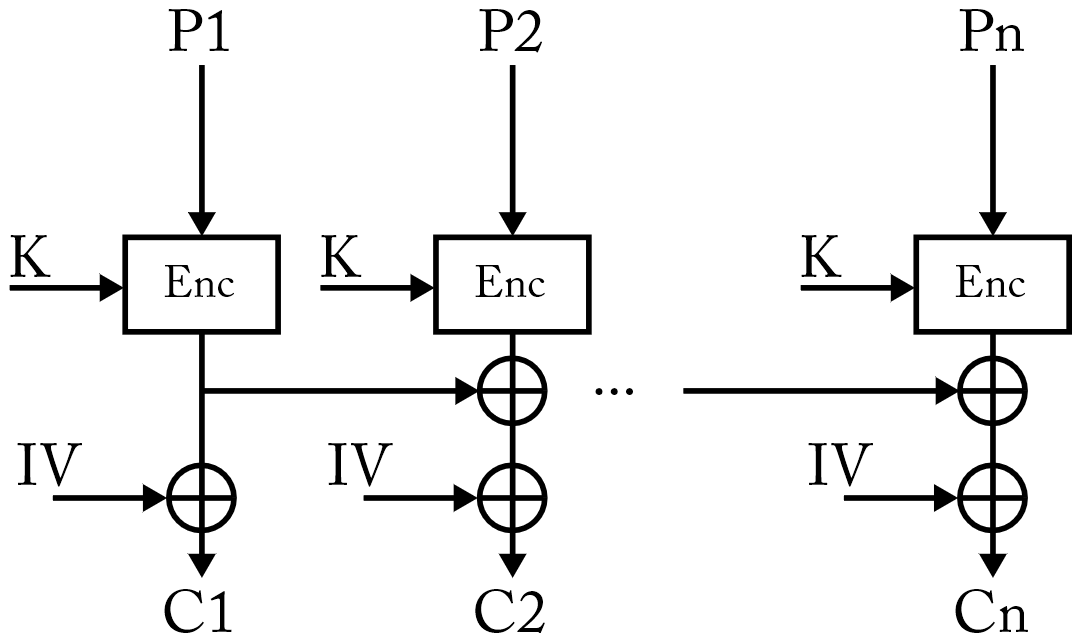 P1 P2 Pn
K Enc K Enc K Enc
...
IV IV IV
C1 C2 Cn